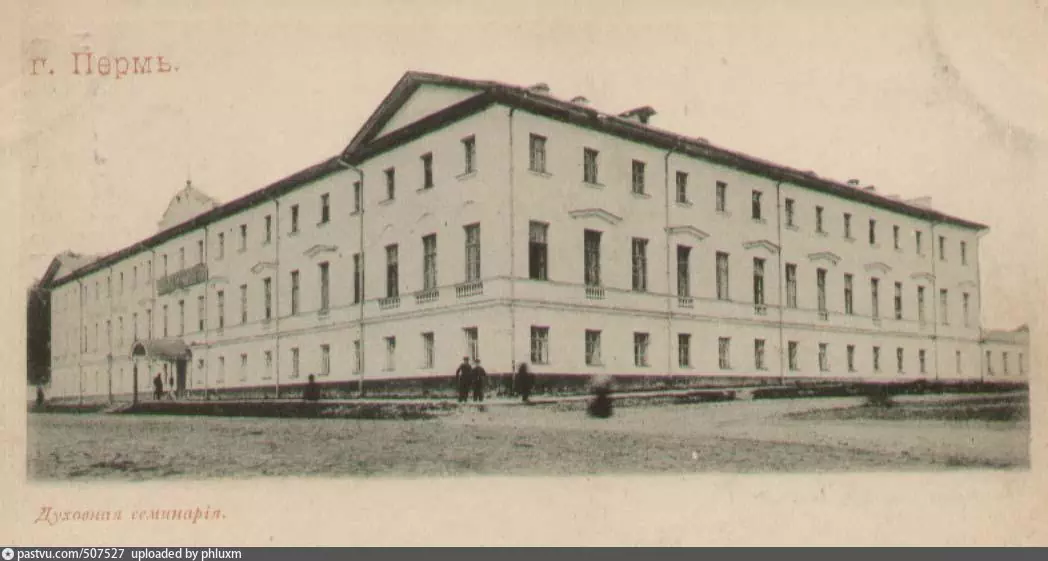 г. Пермь.
Духовная семинарія.
pastvu.com/507527 uploaded by phluxm